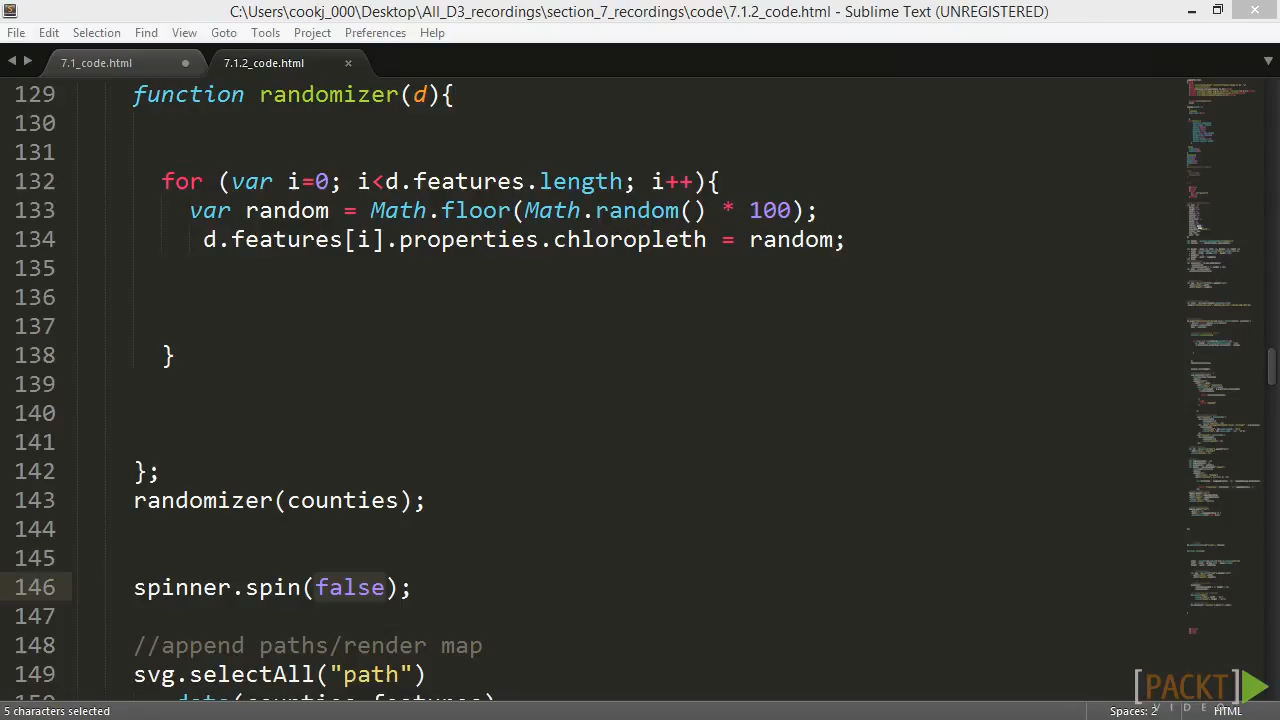 C:\Users\cookj_000\Desktop\All_D3_recordings\section_7_recordings\code\7.1.2_code.html - Sublime Text (UNREGISTERED)
File Edit Selection Find View Goto Tools Project Preferences Help
7.1_code.html 7.1.2_code.html
129 function randomizer(d){
130
131
132 for (var i=0; i<d.features.length; i++){
133 var random = Math.floor(Math.random() * 100);
134 d.features[i].properties.chloropleth = random;
135
136
137
138 }
139
140
141
142 };
143 randomizer(counties);
144
145
146 spinner.spin(false);
147
148 //append paths/render map
149 svg.selectAll("path")
[PACKT]
VIDEO
5 characters selected Spaces: 2 HTML